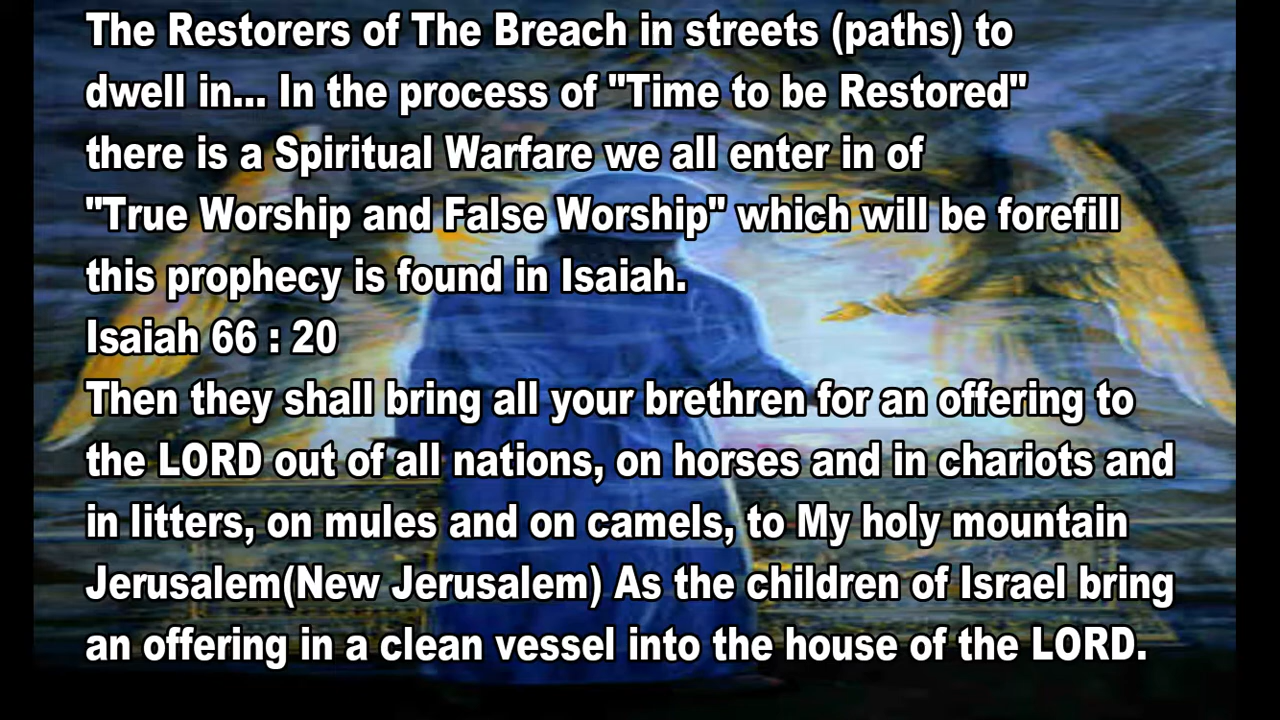 The Restorers of The Breach in streets (paths) to
dwell in... In the process of "Time to be Restored"
there is a Spiritual Warfare we all enter in of
"True Worship and False Worship" which will be forefill
this prophecy is found in Isaiah.
Isaiah 66 : 20
Then they shall bring all your brethren for an offering to
the LORD out of all nations, on horses and in chariots and
in litters, on mules and on camels, to My holy mountain
Jerusalem(New Jerusalem) As the children of Israel bring
an offering in a clean vessel into the house of the LORD.